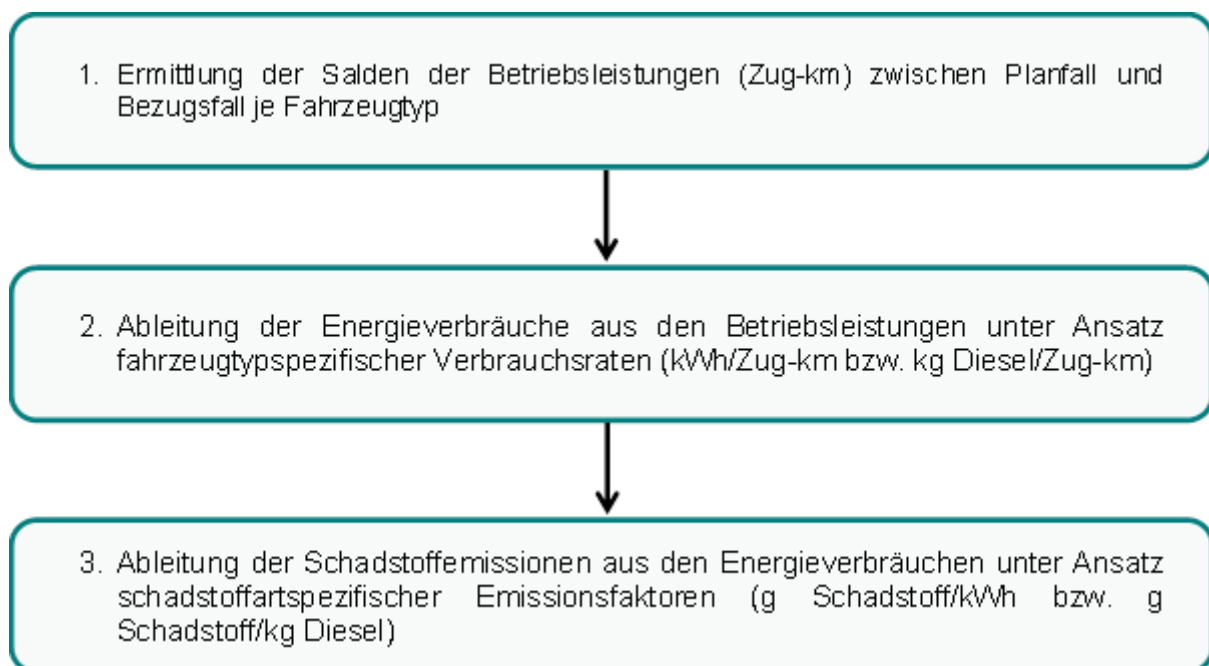 1. Ermittlung der Salden der Betriebsleistungen (Zug-km) zwischen Planfall und
Bezugsfall je Fahrzeugtyp
2. Ableitung der Energieverbräuche aus den Betriebsleistungen unter Ansatz
fahrzeugtypspezifischer Verbrauchsraten (kWh/Zug-km bzw. kg Diesel/Zug-km)
3. Ableitung der Schadstoffemissionen aus den Energieverbräuchen unter Ansatz
schadstoffartspezifischer Emissionsfaktoren (g Schadstoff/kWh bzw. g
Schadstoff/kg Diesel)